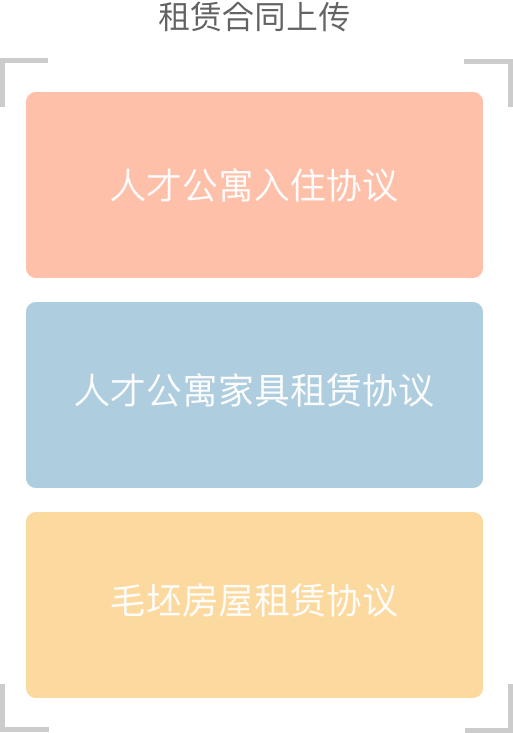 租赁合同上传
人才公寓入住协议
人才公寓家具租赁协议
毛坯房屋租赁协议